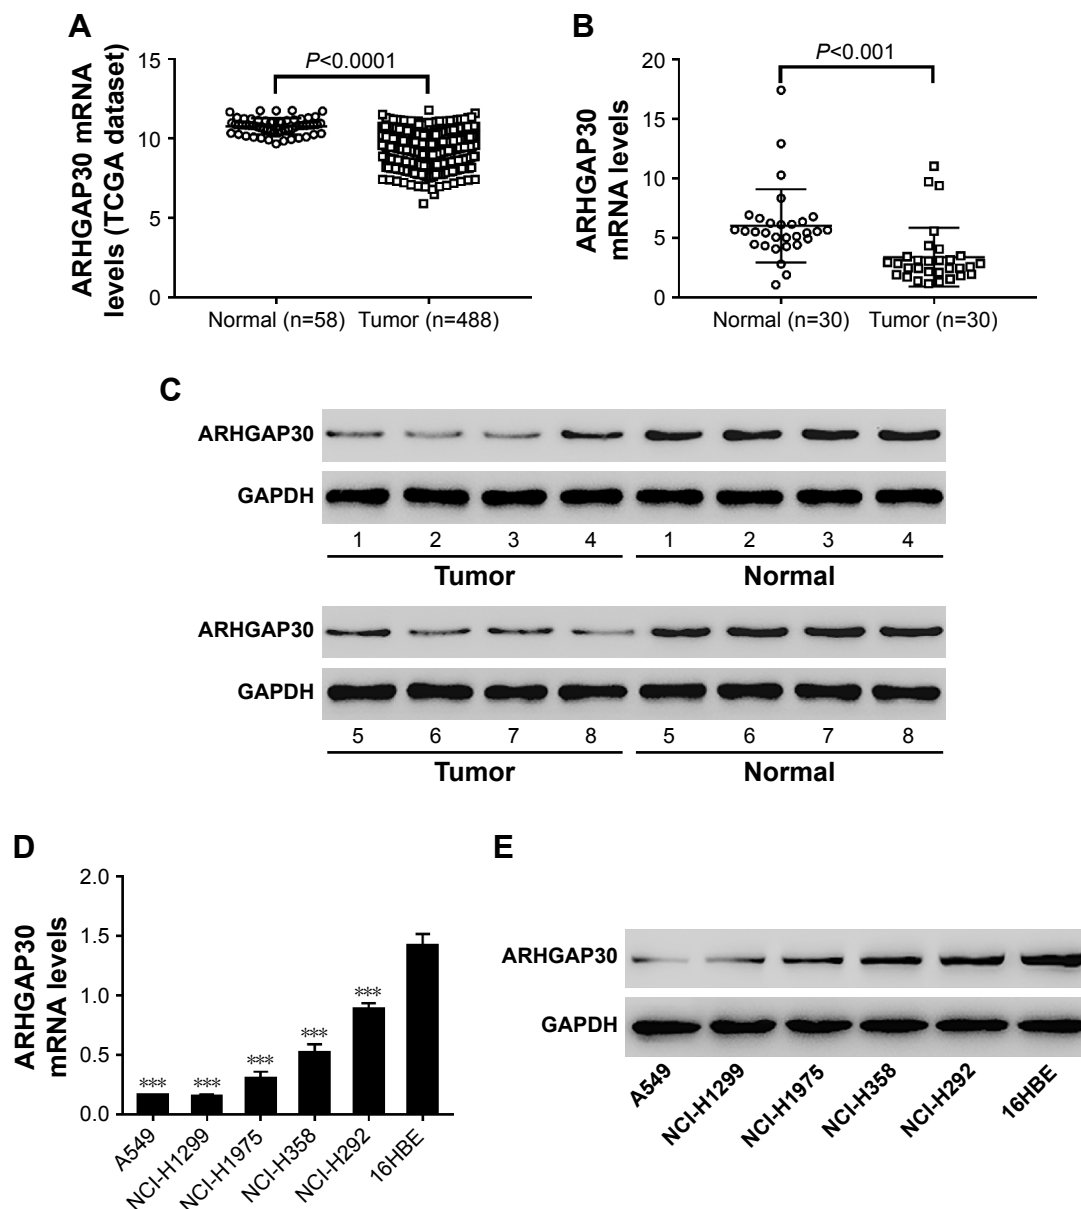 A
ARHGAP30 mRNA
levels (TCGA dataset)
15
10
5
0
P<0.0001
Normal (n=58)
Tumor (n=488)
B
ARHGAP30
mRNA levels
20
15
10
5
0
P<0.001
Normal (n=30)
Tumor (n=30)
C
ARHGAP30
GAPDH
1 2 3 4 1 2 3 4
Tumor Normal
ARHGAP30
GAPDH
5 6 7 8 5 6 7 8
Tumor Normal
D
ARHGAP30
mRNA levels
2.0
1.5
1.0
0.5
0.0
*** *** *** *** ***
A549
NCI-H1299
NCI-H1975
NCI-H358
NCI-H292
16HBE
E
ARHGAP30
GAPDH
A549
NCI-H1299
NCI-H1975
NCI-H358
NCI-H292
16HBE